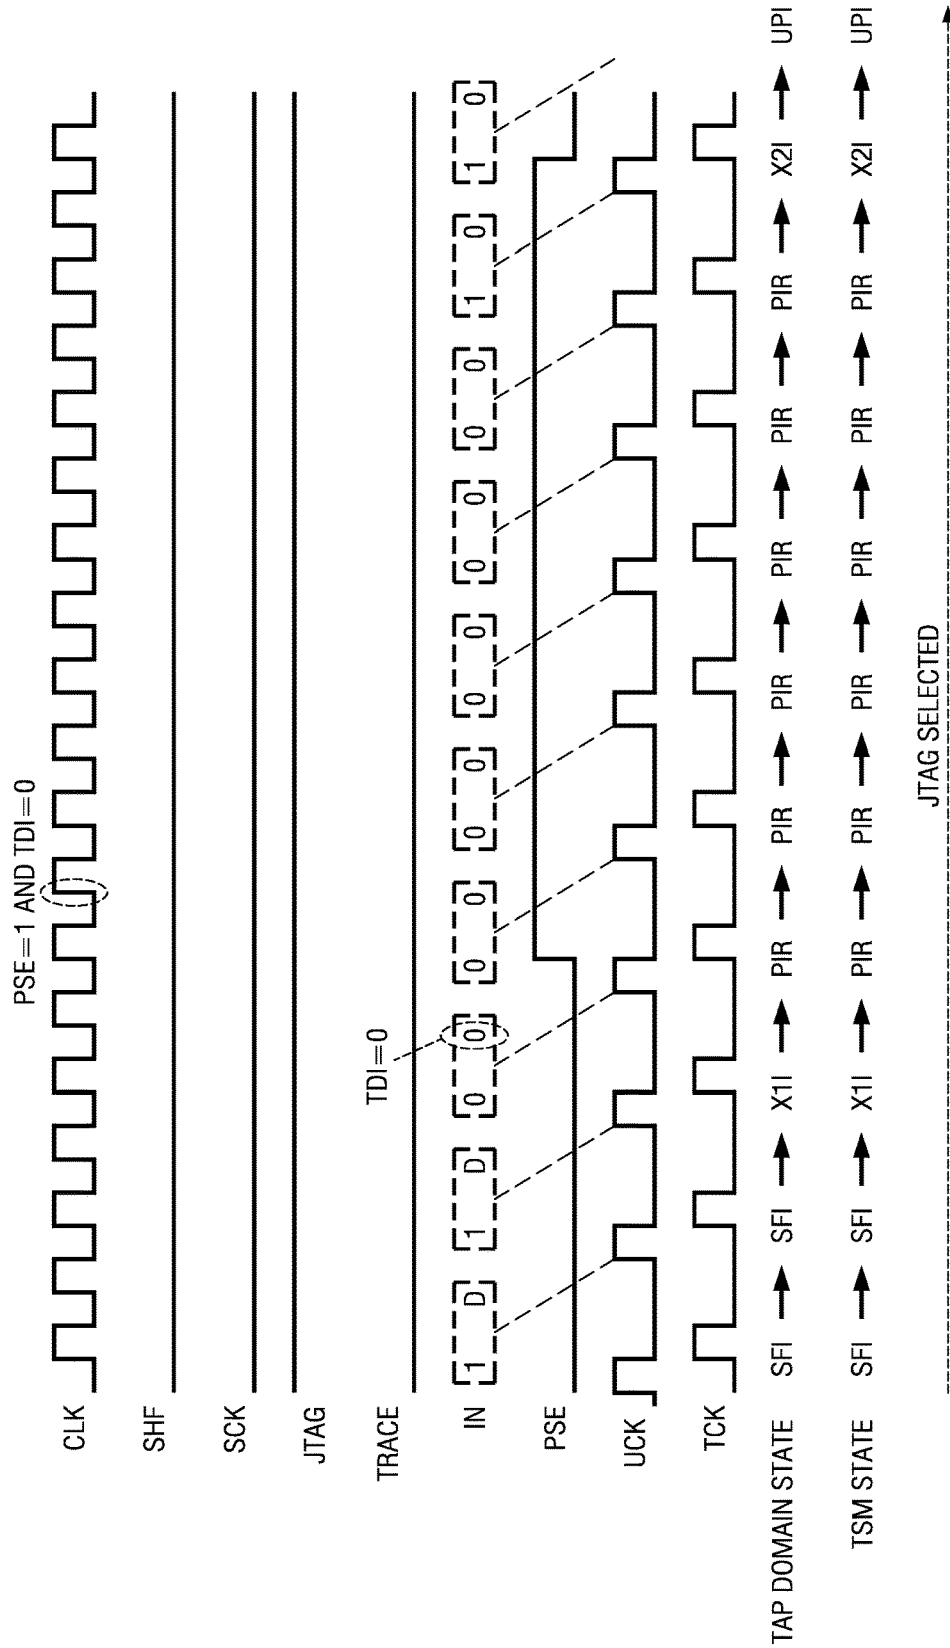 PSE=1 AND TDI=0
CLK
SHF
SCK
JTAG
TRACE
TDI=0
IN 1 D 1 D 0 0 0 0 0 0 0 0 0 0 0 0 1 0 1 0
PSE
UCK
TCK
TAP DOMAIN STATE SFI SFI X1I PIR PIR PIR PIR PIR PIR X2I UPI
TSM STATE SFI SFI X1I PIR PIR PIR PIR PIR PIR X2I UPI
JTAG SELECTED